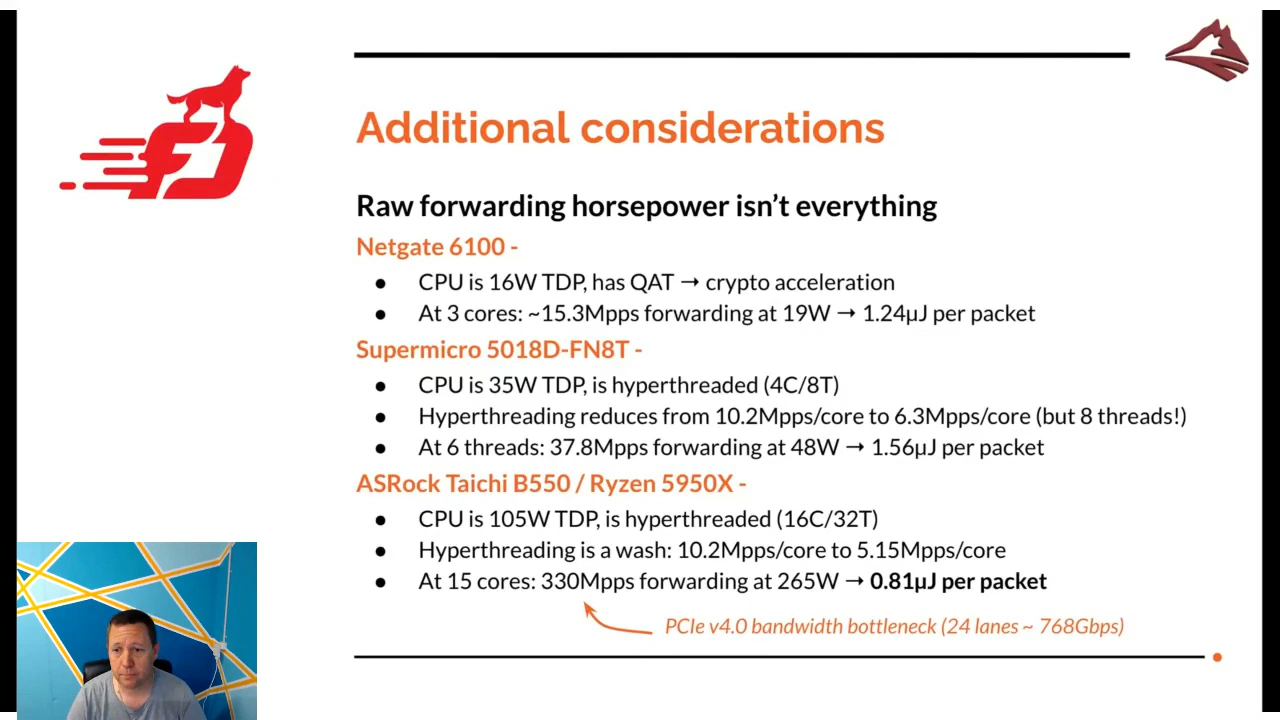 Additional considerations
Raw forwarding horsepower isn't everything
Netgate 6100 -
● CPU is 16W TDP, has QAT → crypto acceleration
● At 3 cores: ~15.3Mpps forwarding at 19W → 1.24µJ per packet
Supermicro 5018D-FN8T -
● CPU is 35W TDP, is hyperthreaded (4C/8T)
● Hyperthreading reduces from 10.2Mpps/core to 6.3Mpps/core (but 8 threads!)
● At 6 threads: 37.8Mpps forwarding at 48W → 1.56µJ per packet
ASRock Taichi B550 / Ryzen 5950X -
● CPU is 105W TDP, is hyperthreaded (16C/32T)
● Hyperthreading is a wash: 10.2Mpps/core to 5.15Mpps/core
● At 15 cores: 330Mpps forwarding at 265W → 0.81µJ per packet
PCIe v4.0 bandwidth bottleneck (24 lanes ~ 768Gbps)